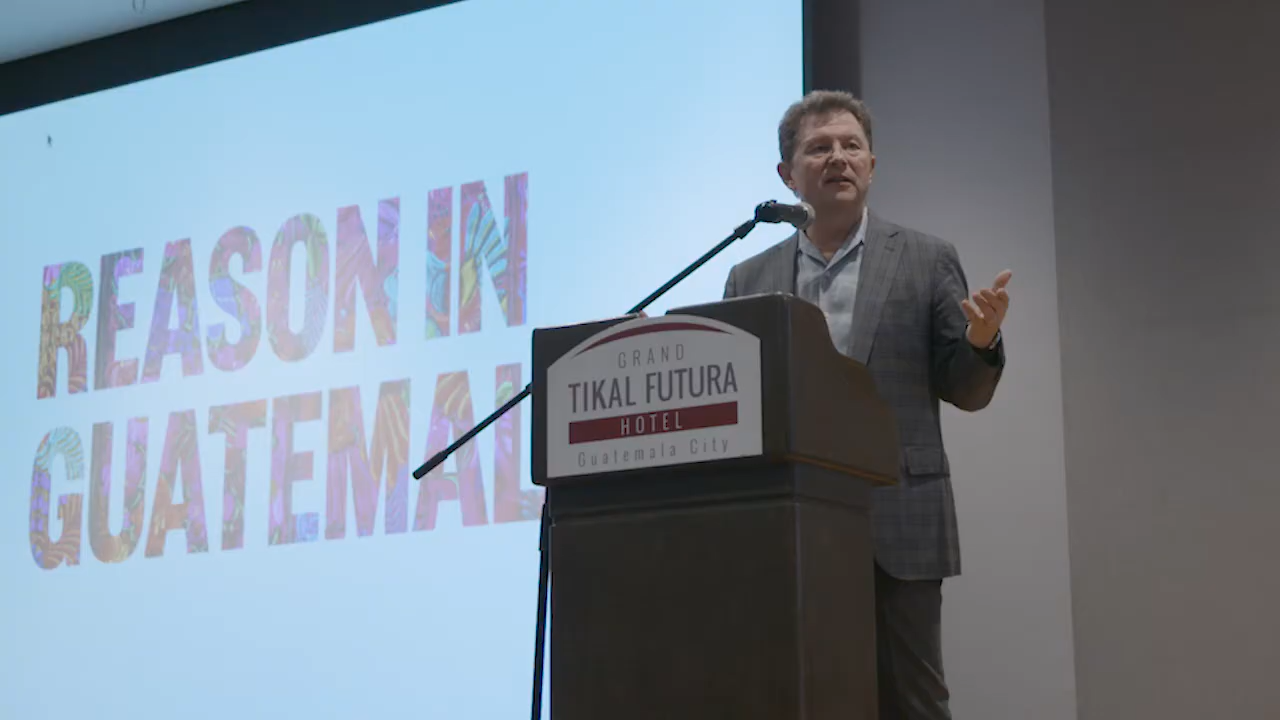 REASON IN
GUATEMAL
GRAND
TIKAL FUTURA
HOTEL
Guatemala City